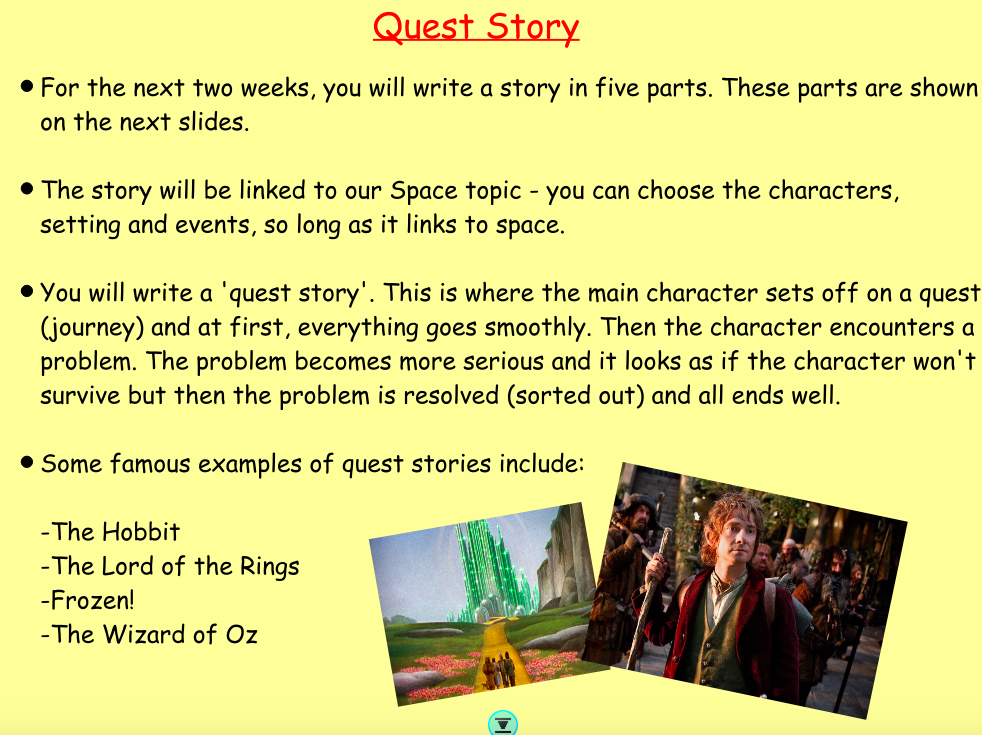 Quest Story
• For the next two weeks, you will write a story in five parts. These parts are shown
on the next slides.
• The story will be linked to our Space topic - you can choose the characters,
setting and events, so long as it links to space.
• You will write a 'quest story'. This is where the main character sets off on a quest
(journey) and at first, everything goes smoothly. Then the character encounters a
problem. The problem becomes more serious and it looks as if the character won't
survive but then the problem is resolved (sorted out) and all ends well.
• Some famous examples of quest stories include:
-The Hobbit
-The Lord of the Rings
-Frozen!
-The Wizard of Oz